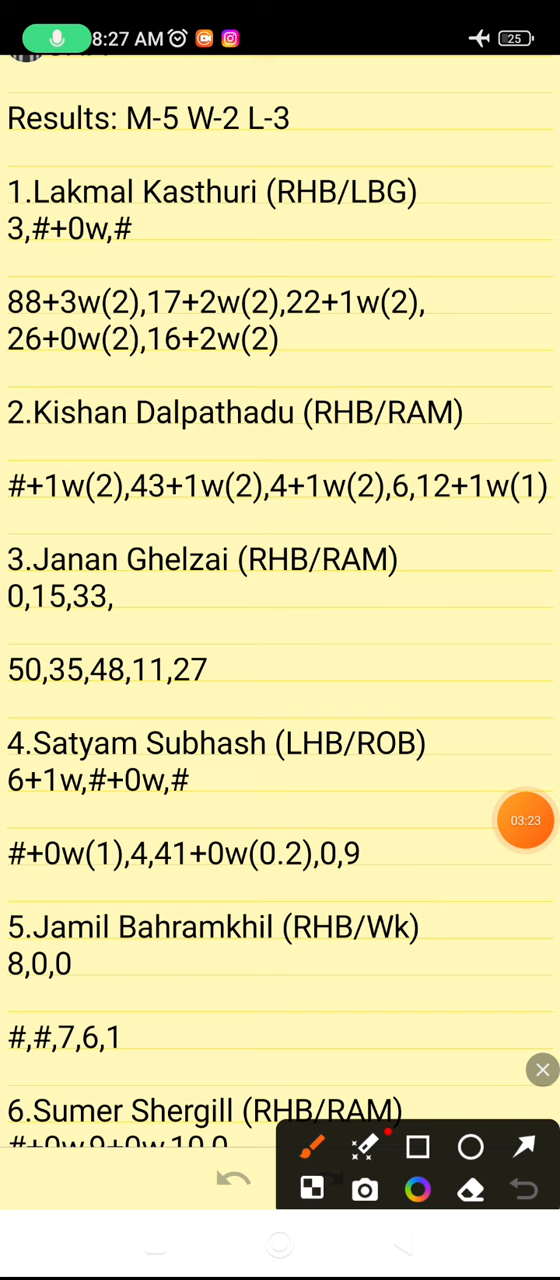 8:27 AM
25
Results: M-5 W-2 L-3
1.Lakmal Kasthuri (RHB/LBG)
3,#+0w,#
88+3w(2),17+2w(2),22+1w(2),
26+0w(2),16+2w(2)
2.Kishan Dalpathadu (RHB/RAM)
#+1w(2),43+1w(2),4+1w(2),6,12+1w(1)
3.Janan Ghelzai (RHB/RAM)
0,15,33,
50,35,48,11,27
4.Satyam Subhash (LHB/ROB)
6+1w,#+0w,#
03:23
#+0w(1),4,41+0w(0.2),0,9
5.Jamil Bahramkhil (RHB/Wk)
8,0,0
#,#,7,6,1
6.Sumer Shergill (RHB/RAM)
#+0w,9+0w,10,0